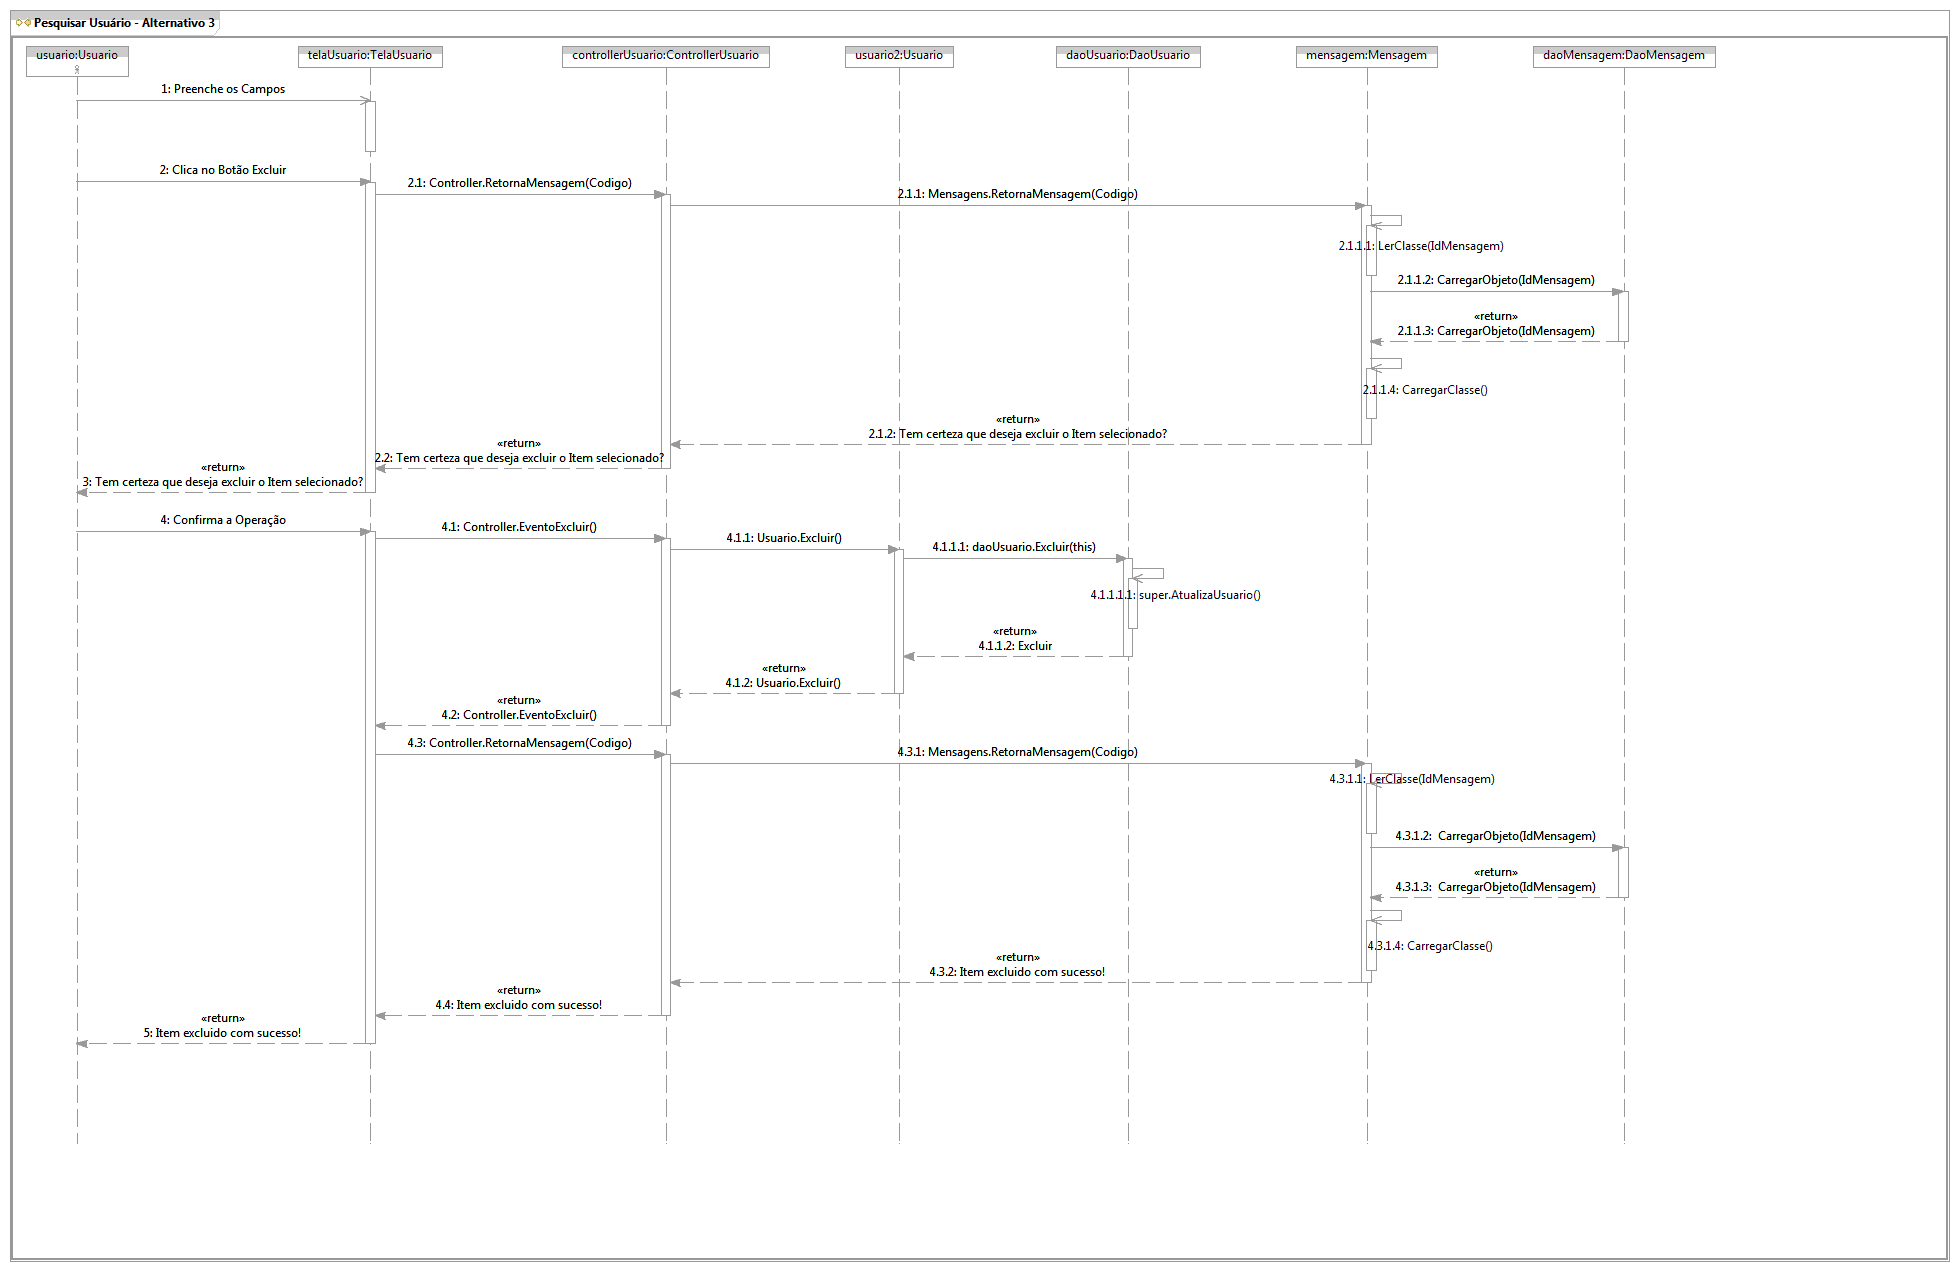 Pesquisar Usuário - Alternativo 3
usuario:Usuario
telaUsuario:TelaUsuario
controllerUsuario:ControllerUsuario
usuario2:Usuario
daoUsuario:DaoUsuario
mensagem:Mensagem
daoMensagem:DaoMensagem
1: Preenche os Campos
2: Clica no Botão Excluir
2.1: Controller.RetornaMensagem(Codigo)
2.1.1: Mensagens.RetornaMensagem(Codigo)
2.1.1.1: LerClasse(IdMensagem)
2.1.1.2: CarregarObjeto(IdMensagem)
«return»
2.1.1.3: CarregarObjeto(IdMensagem)
2.1.1.4: CarregarClasse()
«return»
2.1.2: Tem certeza que deseja excluir o Item selecionado?
«return»
2.2: Tem certeza que deseja excluir o Item selecionado?
«return»
3: Tem certeza que deseja excluir o Item selecionado?
4: Confirma a Operação
4.1: Controller.EventoExcluir()
4.1.1: Usuario.Excluir()
4.1.1.1: daoUsuario.Excluir(this)
4.1.1.1.1: super.AtualizaUsuario()
«return»
4.1.1.2: Excluir
«return»
4.1.2: Usuario.Excluir()
«return»
4.2: Controller.EventoExcluir()
4.3: Controller.RetornaMensagem(Codigo)
4.3.1: Mensagens.RetornaMensagem(Codigo)
4.3.1.1: LerClasse(IdMensagem)
4.3.1.2: CarregarObjeto(IdMensagem)
«return»
4.3.1.3: CarregarObjeto(IdMensagem)
4.3.1.4: CarregarClasse()
«return»
4.3.2: Item excluido com sucesso!
«return»
4.4: Item excluido com sucesso!
«return»
5: Item excluido com sucesso!